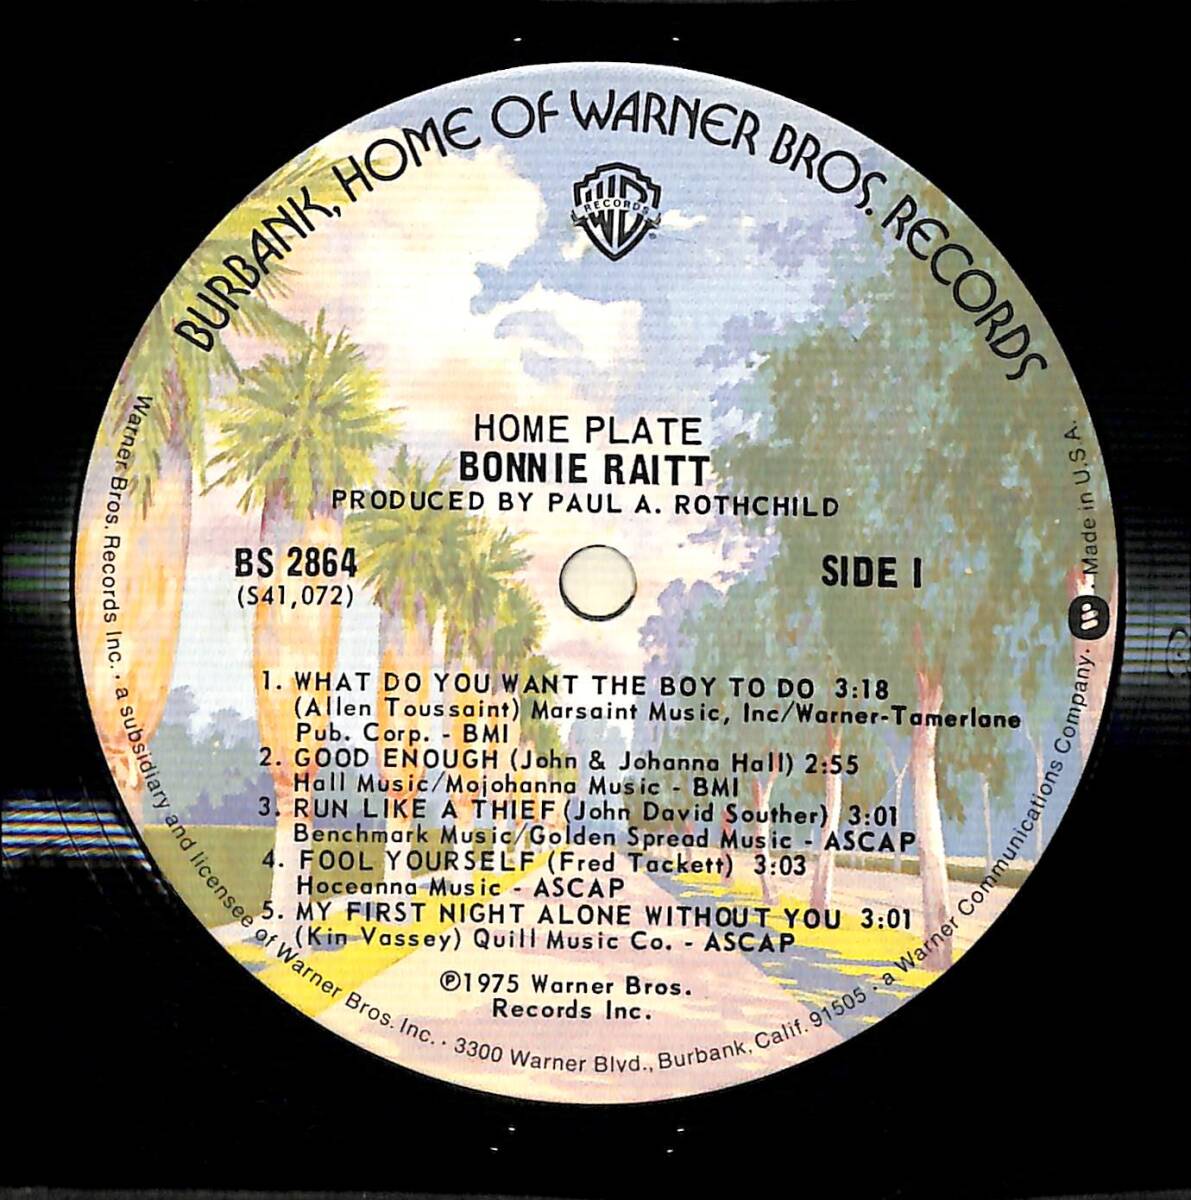 BURBANK, HOME OF WARNER BROS. RECORDS
WB
RECORDS
®
HOME PLATE
BONNIE RAITT
PRODUCED BY PAUL A. ROTHCHILD
BS 2864
(S41,072)
SIDE I
1. WHAT DO YOU WANT THE BOY TO DO 3:18
(Allen Toussaint) Marsaint Music, Inc/Warner-Tamerlane
Pub. Corp. - BMI
2. GOOD ENOUGH (John & Johanna Hall) 2:55
Hall Music/Mojohanna Music - BMI
3. RUN LIKE A THIEF (John David Souther) 3:01
Benchmark Music/Golden Spread Music - ASCAP
4. FOOL YOURSELF (Fred Tackett) 3:03
Hoceanna Music - ASCAP
5. MY FIRST NIGHT ALONE WITHOUT YOU 3:01
(Kin Vassey) Quill Music Co. - ASCAP
℗1975 Warner Bros.
Records Inc.
Warner Bros. Records Inc. · a subsidiary and licensee of Warner Bros. Inc. · 3300 Warner Blvd., Burbank, Calif. 91505 · a Warner Communications Company. Made in U.S.A.